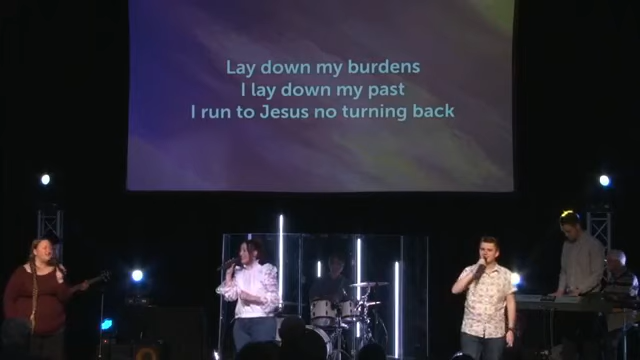 Lay down my burdens
I lay down my past
I run to Jesus no turning back